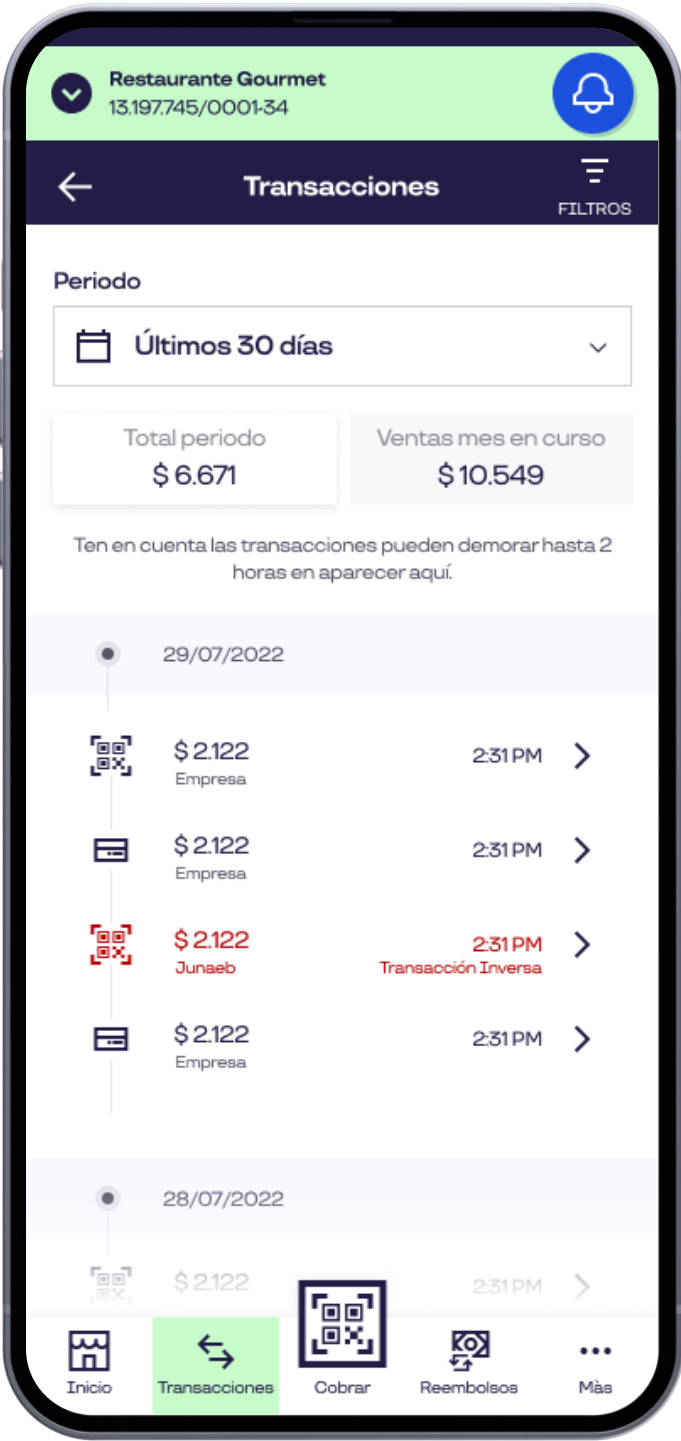 Restaurante Gourmet
13.197.745/0001-34
Transacciones
FILTROS
Periodo
Últimos 30 días
Total periodo
$ 6.671
Ventas mes en curso
$ 10.549
Ten en cuenta las transacciones pueden demorar hasta 2
horas en aparecer aquí.
29/07/2022
$ 2.122
2:31 PM
Empresa
$ 2.122
2:31 PM
Empresa
$ 2.122
2:31 PM
Junaeb
Transacción Inversa
$ 2.122
2:31 PM
Empresa
28/07/2022
$ 2.122
2:31 PM
Inicio
Transacciones
Cobrar
Reembolsos
Màs